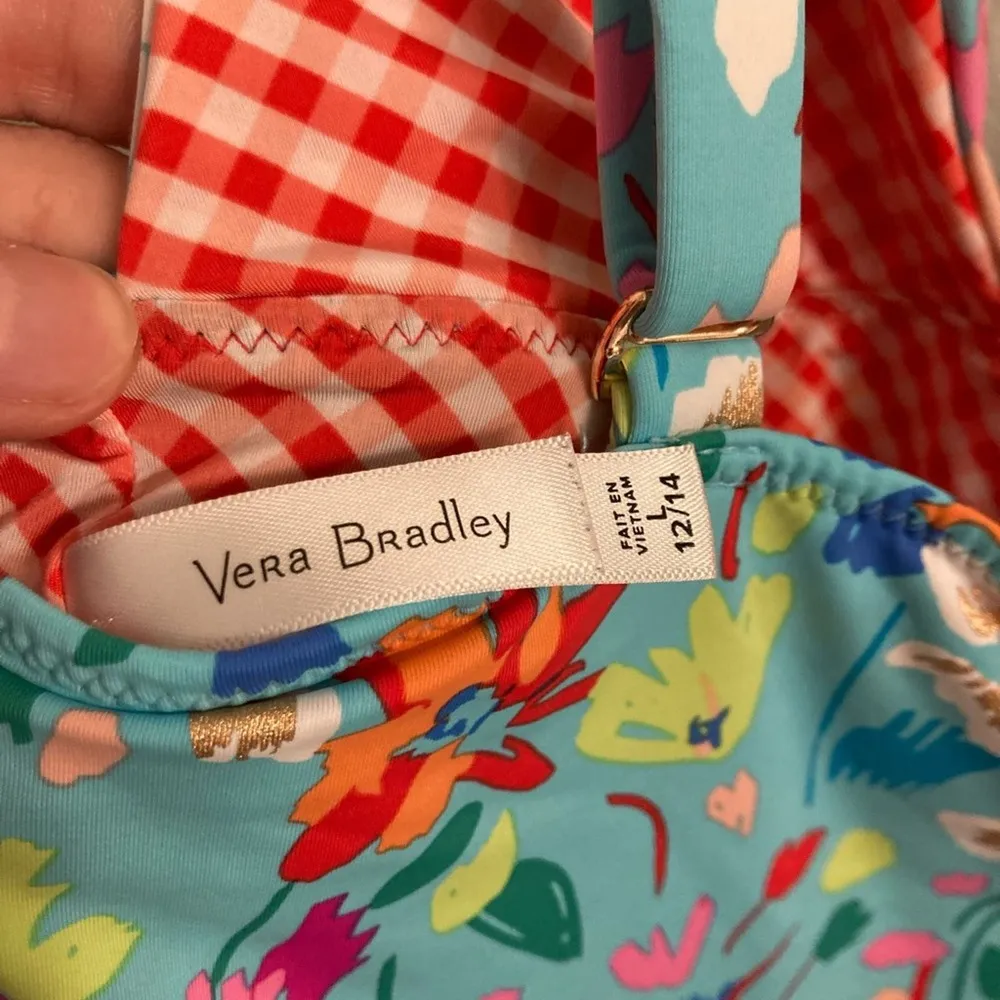 Vera Bradley
FAIT EN
VIETNAM
L
12/14